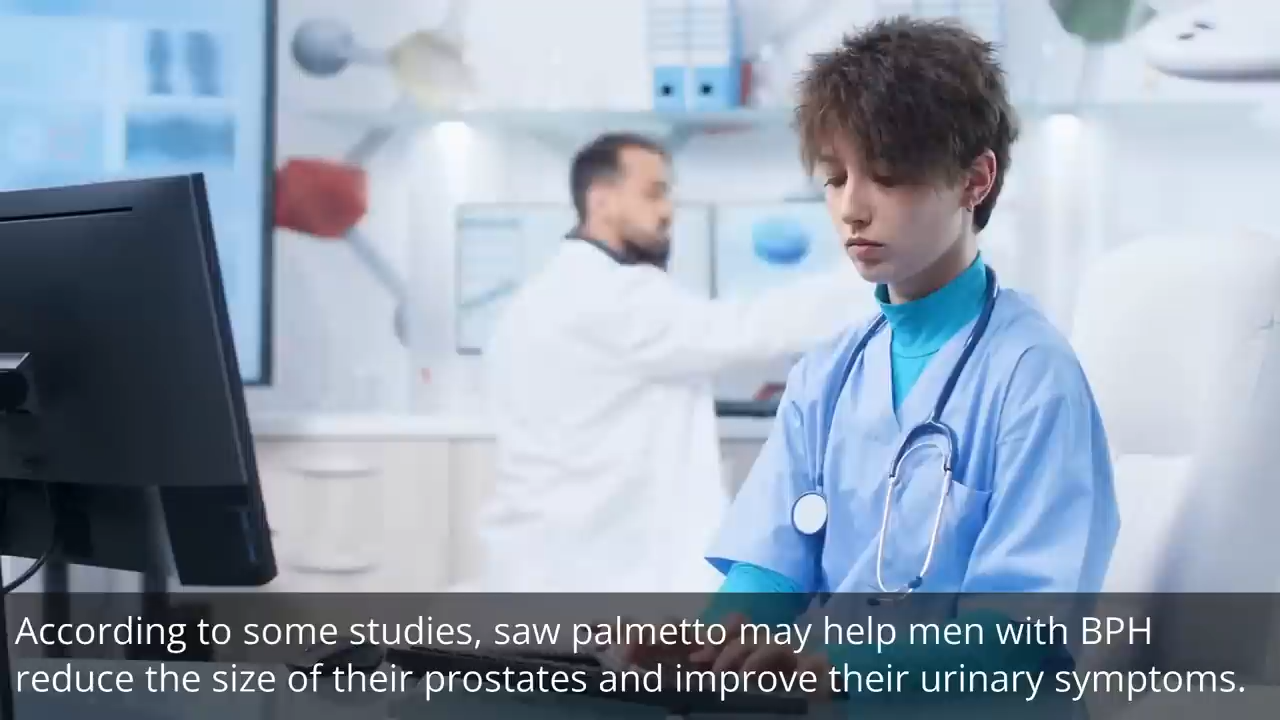 According to some studies, saw palmetto may help men with BPH
reduce the size of their prostates and improve their urinary symptoms.